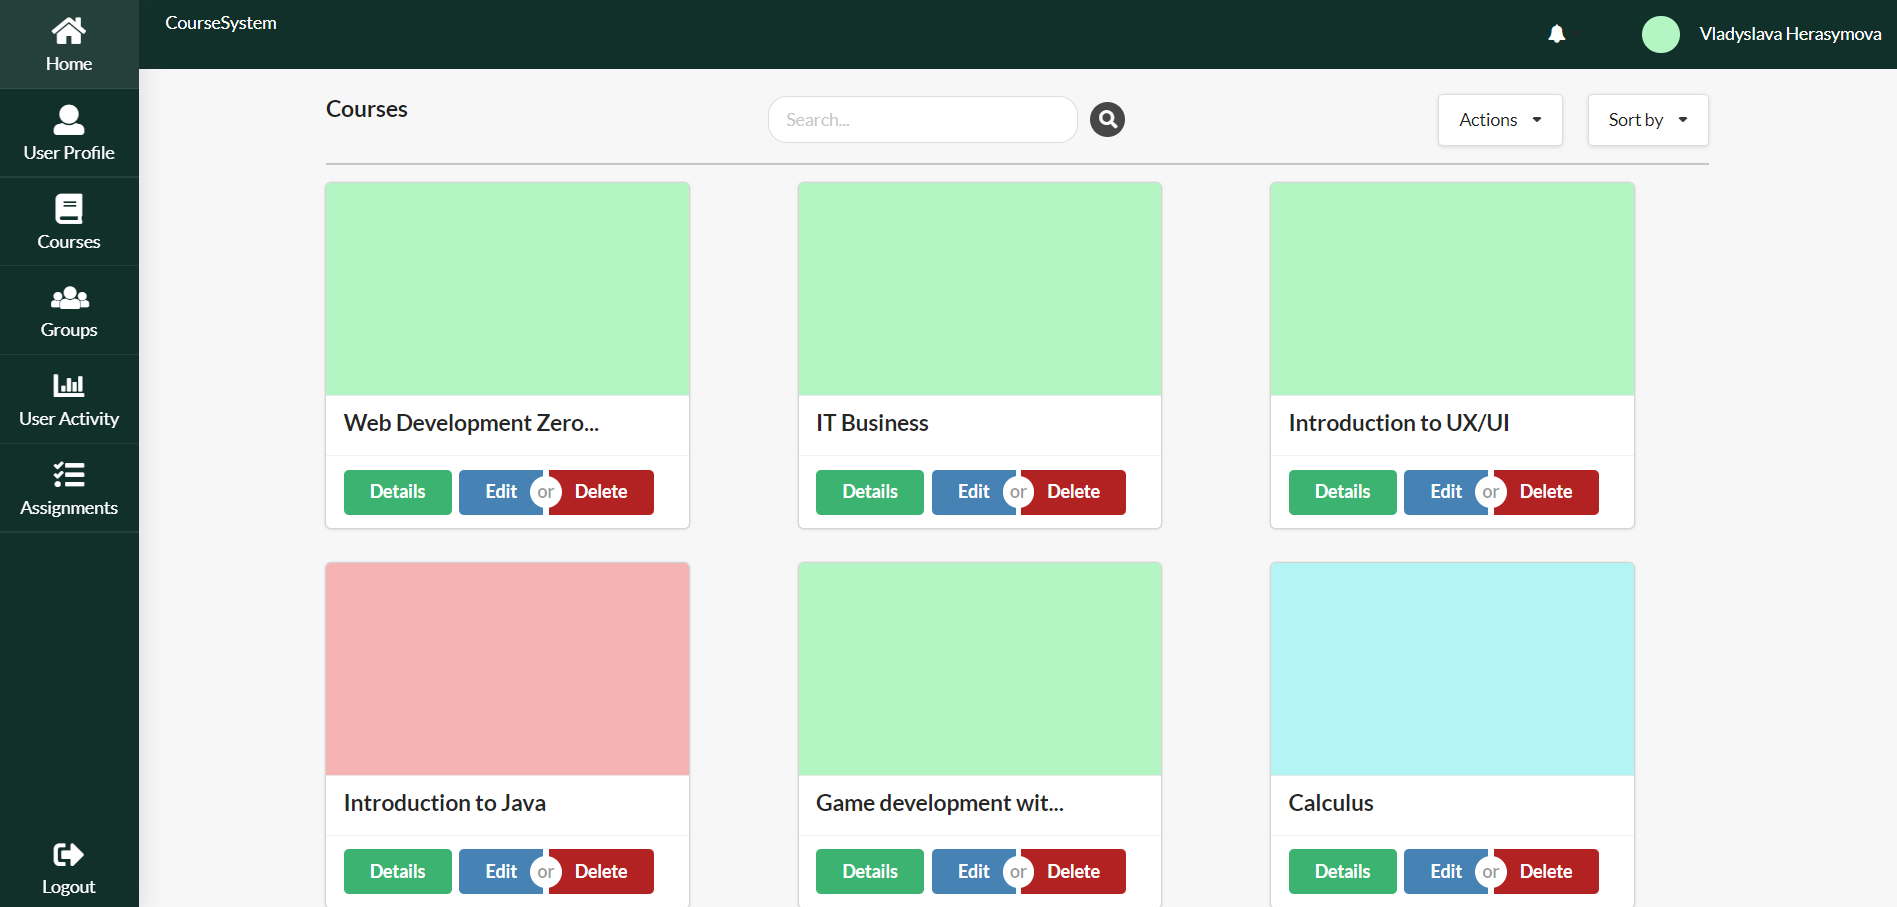 CourseSystem
Vladyslava Herasymova
Home
User Profile
Courses
Groups
User Activity
Assignments
Logout
Courses
Search...
Actions
Sort by
Web Development Zero...
Details Edit or Delete
IT Business
Details Edit or Delete
Introduction to UX/UI
Details Edit or Delete
Introduction to Java
Details Edit or Delete
Game development wit...
Details Edit or Delete
Calculus
Details Edit or Delete